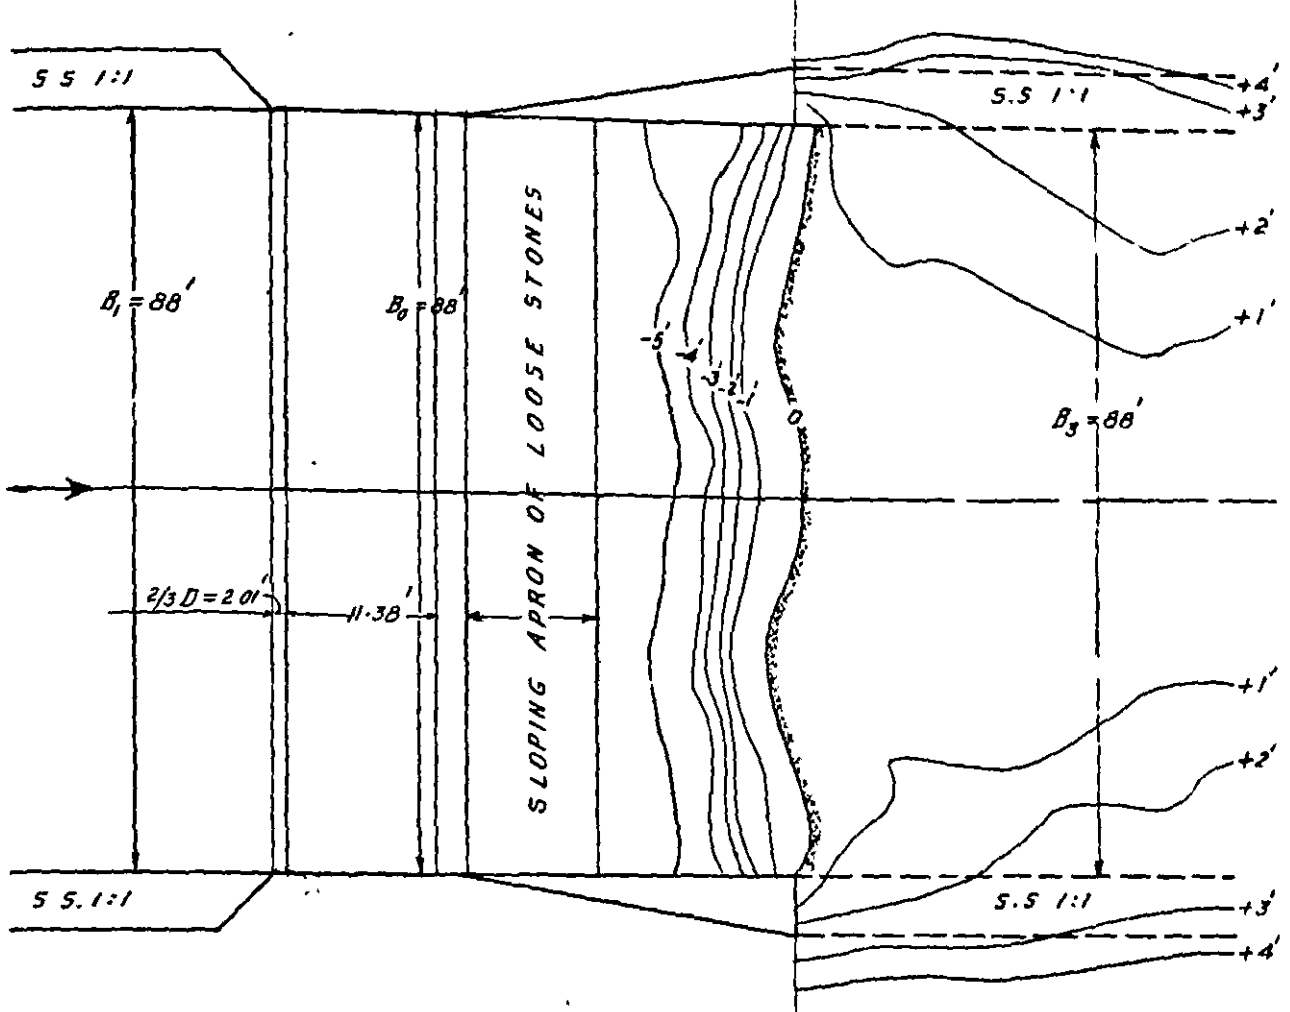 S S 1:1
S.S 1:1
+4'
+3'
+2'
+1'
B₁ = 88'
B₀ = 88'
SLOPING APRON OF LOOSE STONES
-5'
-4'
-3'
-2'
-1'
0
B₃ = 88'
2/3 D = 2 01'
11.38'
+1'
+2'
S S. 1:1
S.S 1:1
+3'
+4'